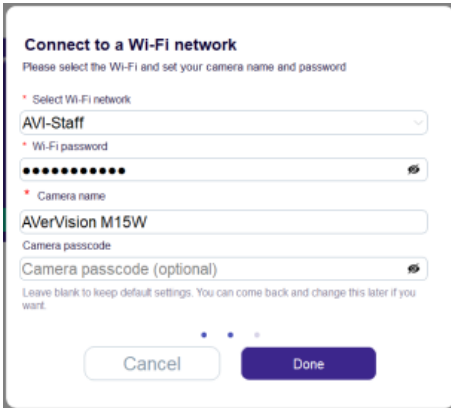 Connect to a Wi-Fi network
Please select the Wi-Fi and set your camera name and password
* Select Wi-Fi network
AVI-Staff
* Wi-Fi password
●●●●●●●●●●●
* Camera name
AVerVision M15W
Camera passcode
Camera passcode (optional)
Leave blank to keep default settings. You can come back and change this later if you
want.
Cancel Done